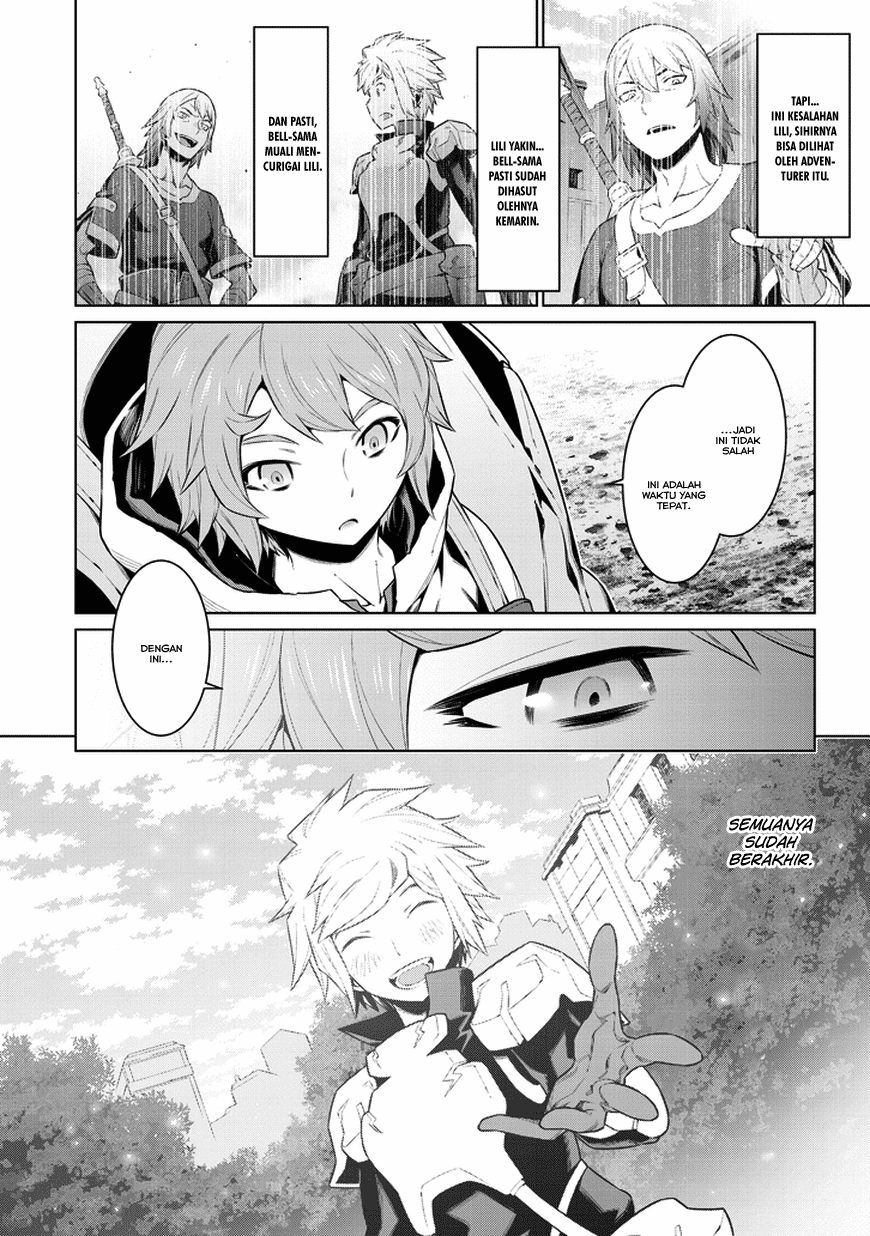 TAPI...
INI KESALAHAN
LILI, SIHIRNYA
BISA DILIHAT
OLEH ADVEN-
TURER ITU.
LILI YAKIN...
BELL-SAMA
PASTI SUDAH
DIHASUT
OLEHNYA
KEMARIN.
DAN PASTI,
BELL-SAMA
MUALI MEN-
CURIGAI LILI.
...JADI
INI TIDAK
SALAH
INI ADALAH
WAKTU YANG
TEPAT.
DENGAN
INI...
SEMUANYA
SUDAH
BERAKHIR.